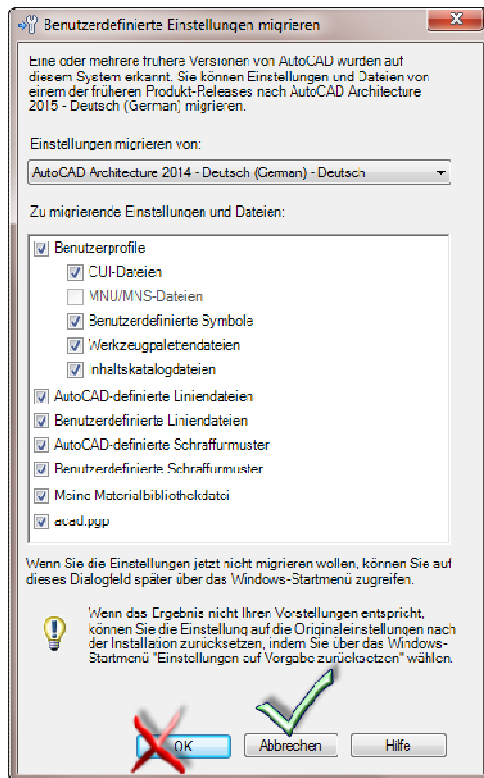 Benutzerdefinierte Einstellungen migrieren
Eine oder mehrere frühere Versionen von AutoCAD wurden auf
diesem System erkannt. Sie können Einstellungen und Dateien von
einem der früheren Produkt-Releases nach AutoCAD Architecture
2015 - Deutsch (German) migrieren.
Einstellungen migrieren von:
AutoCAD Architecture 2014 - Deutsch (German) - Deutsch
Zu migrierende Einstellungen und Dateien:
Benutzerprofile
CUI-Dateien
MNU/MNS-Dateien
Benutzerdefinierte Symbole
Werkzeugpalettendateien
Inhaltskatalogdateien
AutoCAD-definierte Liniendateien
Benutzerdefinierte Liniendateien
AutoCAD-definierte Schraffurmuster
Benutzerdefinierte Schraffurmuster
Meine Materialbibliothekdatei
acad.pgp
Wenn Sie die Einstellungen jetzt nicht migrieren wollen, können Sie auf
dieses Dialogfeld später über das Windows-Startmenü zugreifen.
Wenn das Ergebnis nicht Ihren Vorstellungen entspricht,
können Sie die Einstellung auf die Originaleinstellungen nach
der Installation zurücksetzen, indem Sie über das Windows-
Startmenü "Einstellungen auf Vorgabe zurücksetzen" wählen.
OK Abbrechen Hilfe